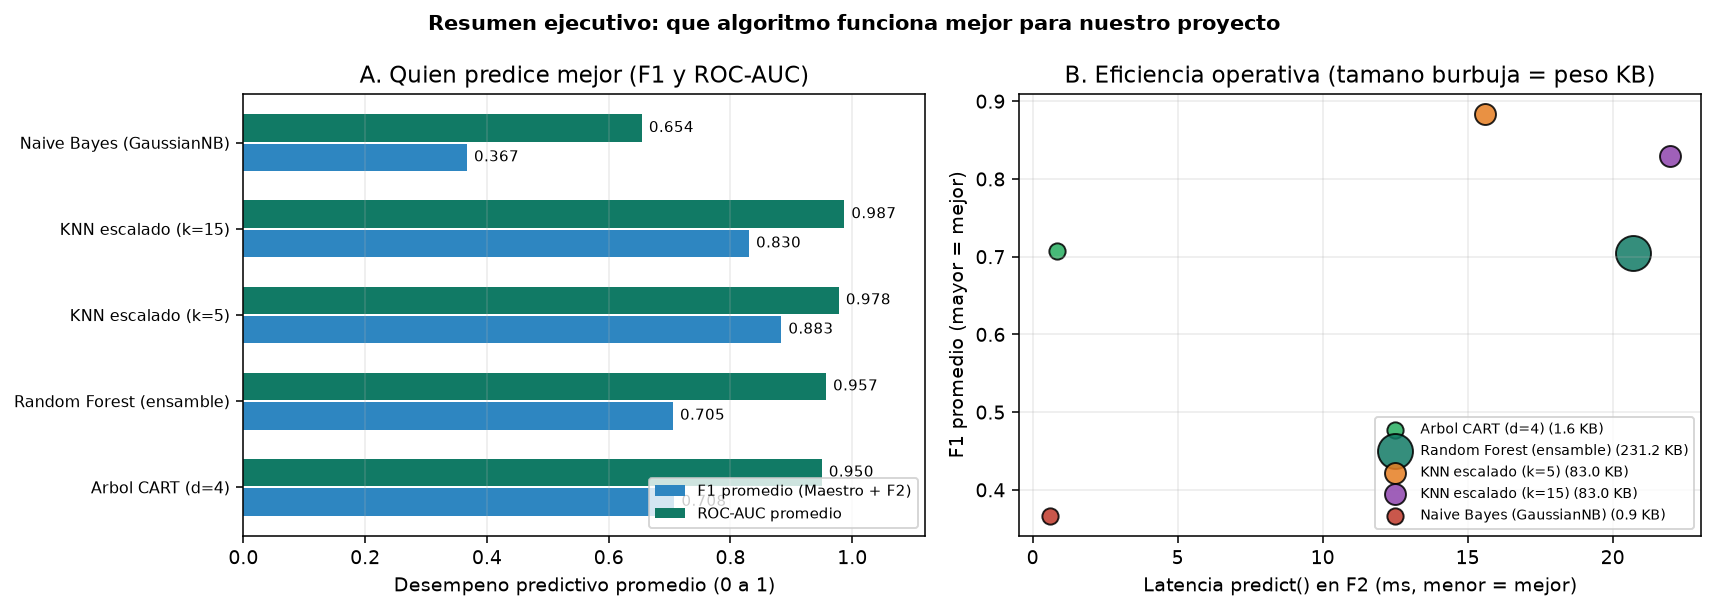 Resumen ejecutivo: que algoritmo funciona mejor para nuestro proyecto
A. Quien predice mejor (F1 y ROC-AUC)
Naive Bayes (GaussianNB)
0.654
0.367
KNN escalado (k=15)
0.987
0.830
KNN escalado (k=5)
0.978
0.883
Random Forest (ensamble)
0.957
0.705
Arbol CART (d=4)
0.950
0.708
F1 promedio (Maestro + F2)
ROC-AUC promedio
0.0 0.2 0.4 0.6 0.8 1.0
Desempeno predictivo promedio (0 a 1)
B. Eficiencia operativa (tamano burbuja = peso KB)
F1 promedio (mayor = mejor)
0.9
0.8
0.7
0.6
0.5
0.4
Arbol CART (d=4) (1.6 KB)
Random Forest (ensamble) (231.2 KB)
KNN escalado (k=5) (83.0 KB)
KNN escalado (k=15) (83.0 KB)
Naive Bayes (GaussianNB) (0.9 KB)
0 5 10 15 20
Latencia predict() en F2 (ms, menor = mejor)